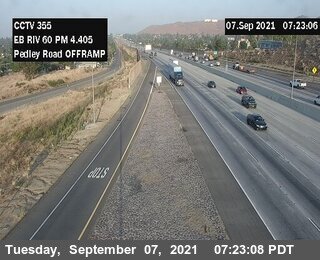 CCTV 355
EB RIV 60 PM 4.405
Pedley Road OFFRAMP
07.Sep 2021 07:23:06
STOP
Tuesday, September 07, 2021 07:23:08 PDT